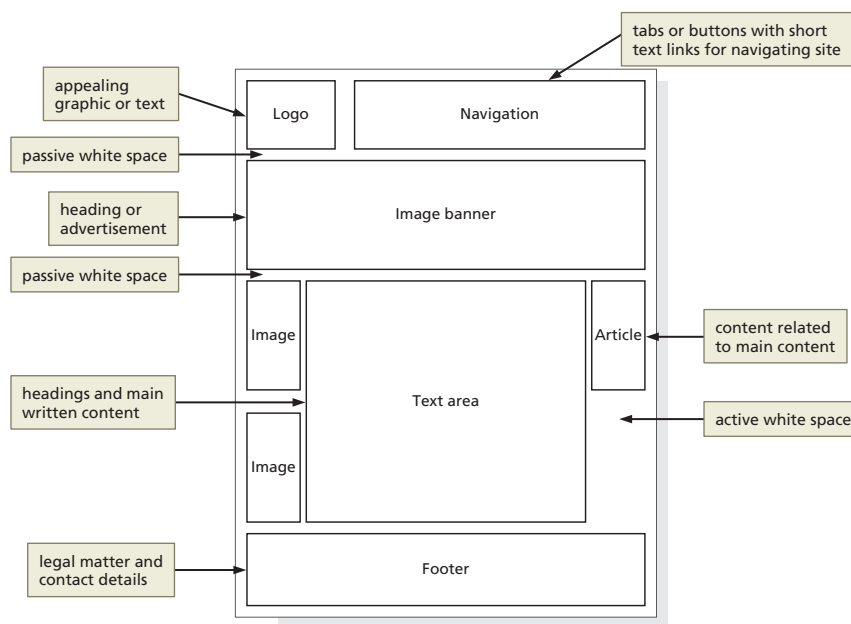 tabs or buttons with short
text links for navigating site
appealing
graphic or text
Logo
Navigation
passive white space
heading or
advertisement
Image banner
passive white space
Image
Article
content related
to main content
headings and main
written content
Text area
active white space
Image
legal matter and
contact details
Footer